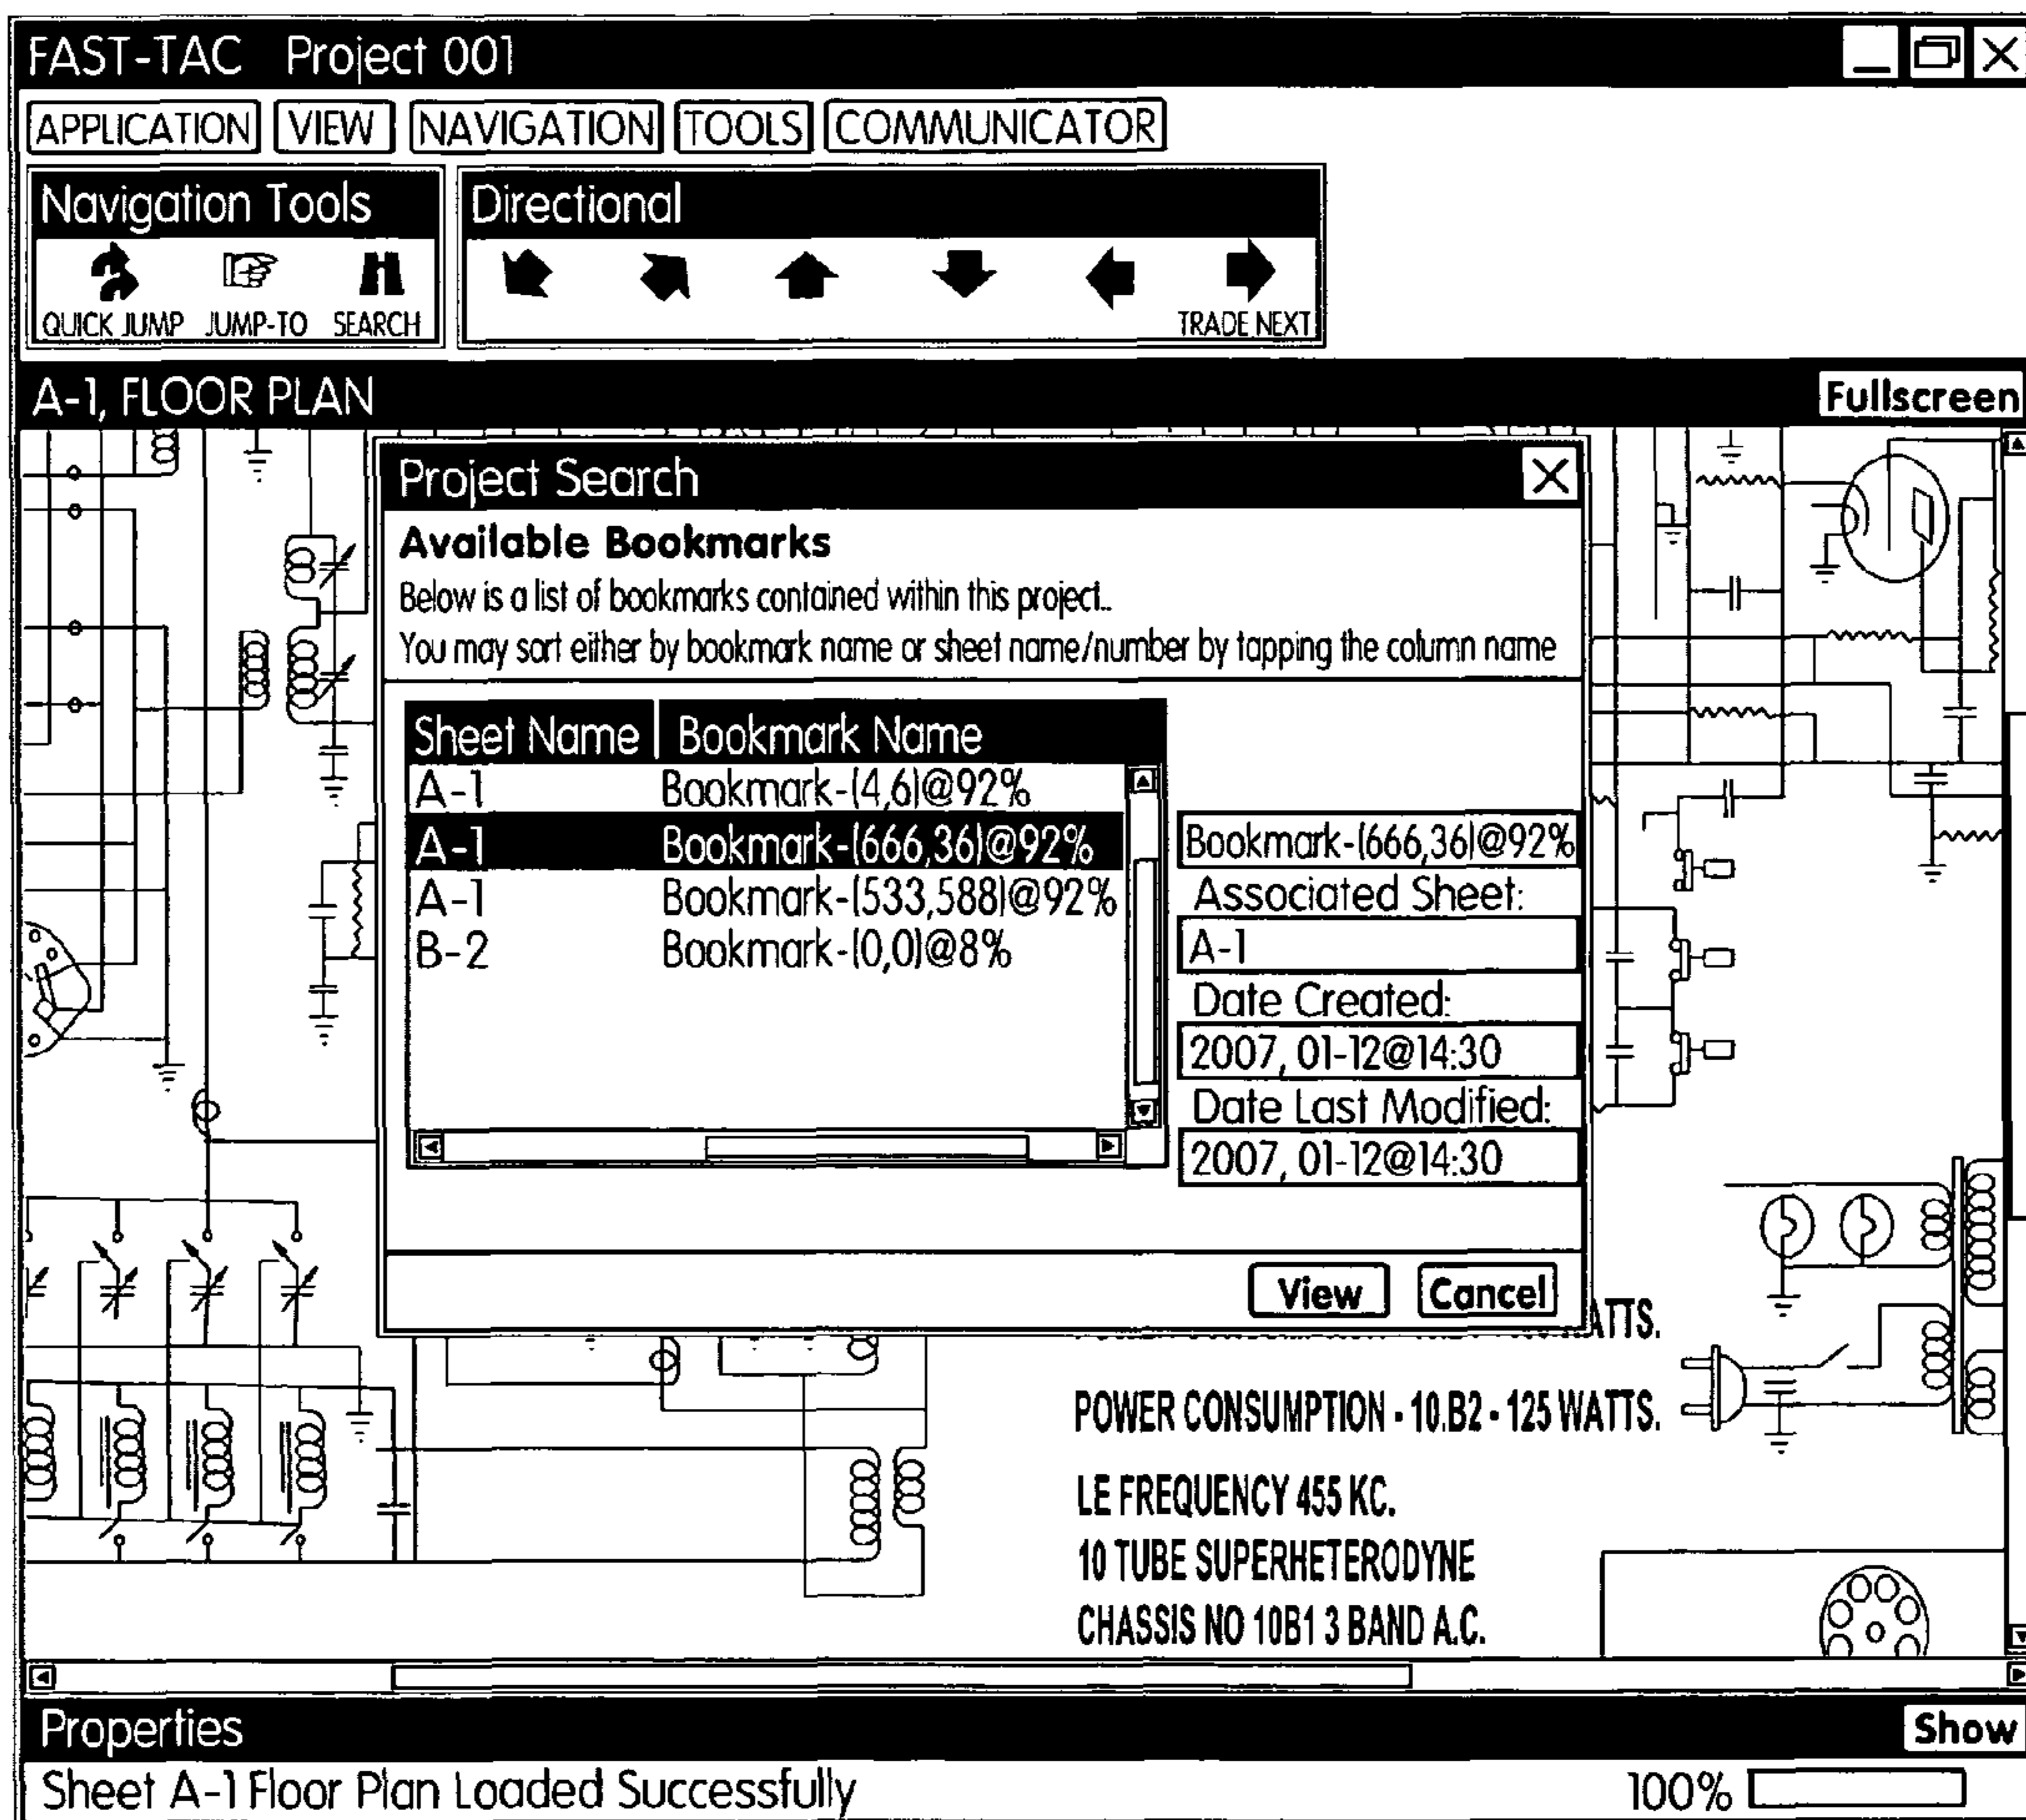 FAST-TAC Project 001
APPLICATION VIEW NAVIGATION TOOLS COMMUNICATOR
Navigation Tools
QUICK JUMP JUMP-TO SEARCH
Directional
TRADE NEXT
A-1, FLOOR PLAN
Fullscreen
Project Search
Available Bookmarks
Below is a list of bookmarks contained within this project..
You may sort either by bookmark name or sheet name/number by tapping the column name
Sheet Name Bookmark Name
A-1 Bookmark-(4,6)@92%
A-1 Bookmark-(666,36)@92%
A-1 Bookmark-(533,588)@92%
B-2 Bookmark-(0,0)@8%
Bookmark-(666,36)@92%
Associated Sheet:
A-1
Date Created:
2007, 01-12@14:30
Date Last Modified:
2007, 01-12@14:30
View Cancel
POWER CONSUMPTION - 10.B2 - 125 WATTS.
LE FREQUENCY 455 KC.
10 TUBE SUPERHETERODYNE
CHASSIS NO 10B1 3 BAND A.C.
Properties
Show
Sheet A-1 Floor Plan Loaded Successfully
100%